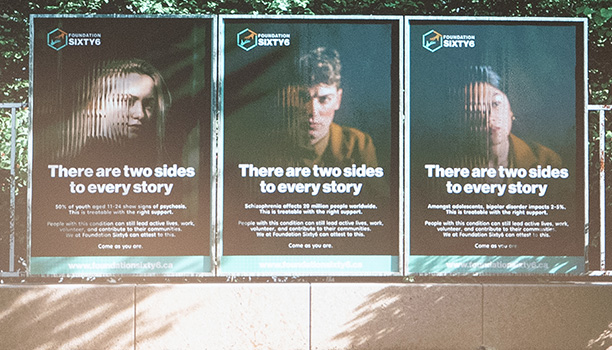 FOUNDATION
SIXTY6
There are two sides
to every story
50% of youth aged 11-24 show signs of psychosis.
This is treatable with the right support.
People with this condition can still lead active lives, work,
volunteer, and contribute to their communities.
We at Foundation Sixty6 can attest to this.
Come as you are.
www.foundationsixty6.ca
FOUNDATION
SIXTY6
There are two sides
to every story
Schizophrenia affects 20 million people worldwide.
This is treatable with the right support.
People with this condition can still lead active lives, work,
volunteer, and contribute to their communities.
We at Foundation Sixty6 can attest to this.
Come as you are.
www.foundationsixty6.ca
FOUNDATION
SIXTY6
There are two sides
to every story
Amongst adolescents, bipolar disorder impacts 2-5%.
This is treatable with the right support.
People with this condition can still lead active lives, work,
volunteer, and contribute to their communities.
We at Foundation Sixty6 can attest to this.
Come as you are.
www.foundationsixty6.ca